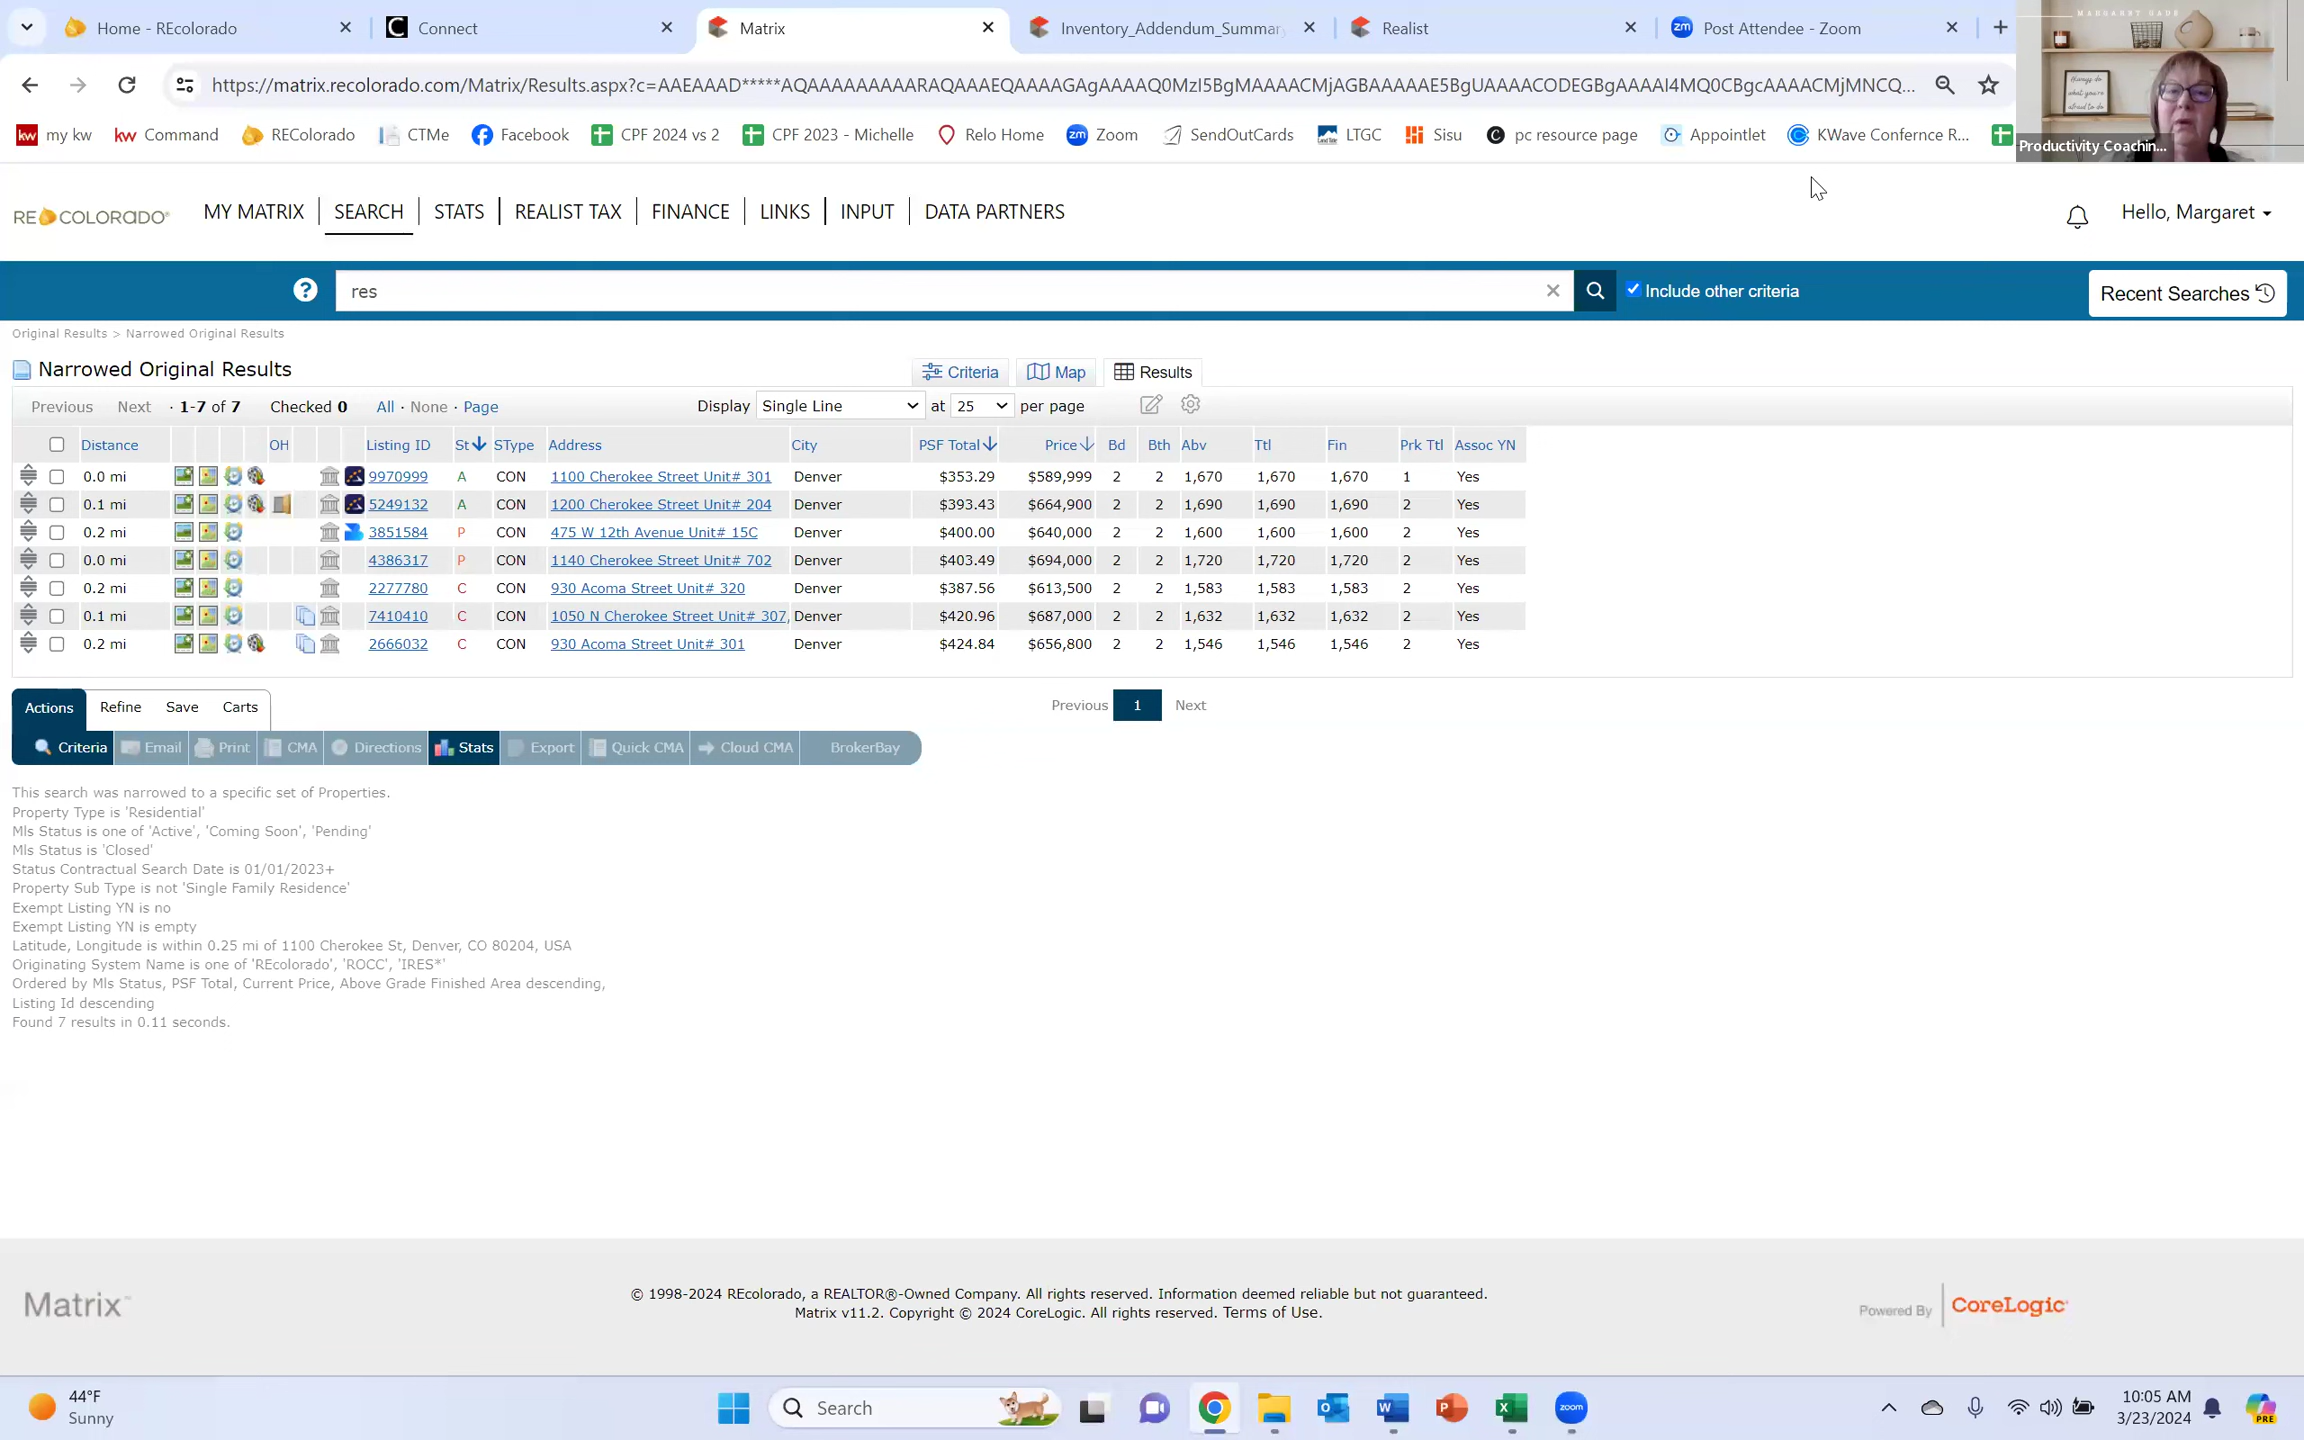 Home - REcolorado
Connect
Matrix
Inventory_Addendum_Summary
Realist
Post Attendee - Zoom
MARGARET GADE
https://matrix.recolorado.com/Matrix/Results.aspx?c=AAEAAAD*****AQAAAAAAAAARAQAAAEQAAAAGAgAAAAQ0MzI5BgMAAAACMjAGBAAAAAE5BgUAAAACODEGBgAAAAI4MQ0CBgcAAAACMjMNCQ...
my kw
kw Command
REColorado
CTMe
Facebook
CPF 2024 vs 2
CPF 2023 - Michelle
Relo Home
Zoom
SendOutCards
LTGC
Sisu
pc resource page
Appointlet
KWave Confernce R...
Always do what you're afraid to do
Productivity Coachin...
RECOLORADO
MY MATRIX
SEARCH
STATS
REALIST TAX
FINANCE
LINKS
INPUT
DATA PARTNERS
Hello, Margaret
res
Include other criteria
Recent Searches
Original Results > Narrowed Original Results
Narrowed Original Results
Criteria
Map
Results
Previous Next · 1-7 of 7 Checked 0 All · None · Page
Display Single Line at 25 per page
Distance OH Listing ID St SType Address City PSF Total Price Bd Bth Abv Ttl Fin Prk Ttl Assoc YN
0.0 mi 9970999 A CON 1100 Cherokee Street Unit# 301 Denver $353.29 $589,999 2 2 1,670 1,670 1,670 1 Yes
0.1 mi 5249132 A CON 1200 Cherokee Street Unit# 204 Denver $393.43 $664,900 2 2 1,690 1,690 1,690 2 Yes
0.2 mi 3851584 P CON 475 W 12th Avenue Unit# 15C Denver $400.00 $640,000 2 2 1,600 1,600 1,600 2 Yes
0.0 mi 4386317 P CON 1140 Cherokee Street Unit# 702 Denver $403.49 $694,000 2 2 1,720 1,720 1,720 2 Yes
0.2 mi 2277780 C CON 930 Acoma Street Unit# 320 Denver $387.56 $613,500 2 2 1,583 1,583 1,583 2 Yes
0.1 mi 7410410 C CON 1050 N Cherokee Street Unit# 307, Denver $420.96 $687,000 2 2 1,632 1,632 1,632 2 Yes
0.2 mi 2666032 C CON 930 Acoma Street Unit# 301 Denver $424.84 $656,800 2 2 1,546 1,546 1,546 2 Yes
Actions Refine Save Carts
Previous 1 Next
Criteria Email Print CMA Directions Stats Export Quick CMA Cloud CMA BrokerBay
This search was narrowed to a specific set of Properties.
Property Type is 'Residential'
Mls Status is one of 'Active', 'Coming Soon', 'Pending'
Mls Status is 'Closed'
Status Contractual Search Date is 01/01/2023+
Property Sub Type is not 'Single Family Residence'
Exempt Listing YN is no
Exempt Listing YN is empty
Latitude, Longitude is within 0.25 mi of 1100 Cherokee St, Denver, CO 80204, USA
Originating System Name is one of 'REcolorado', 'ROCC', 'IRES*'
Ordered by Mls Status, PSF Total, Current Price, Above Grade Finished Area descending,
Listing Id descending
Found 7 results in 0.11 seconds.
Matrix™
© 1998-2024 REcolorado, a REALTOR®-Owned Company. All rights reserved. Information deemed reliable but not guaranteed.
Matrix v11.2. Copyright © 2024 CoreLogic. All rights reserved. Terms of Use.
Powered By CoreLogic
44°F
Sunny
Search
zoom
10:05 AM
3/23/2024
PRE